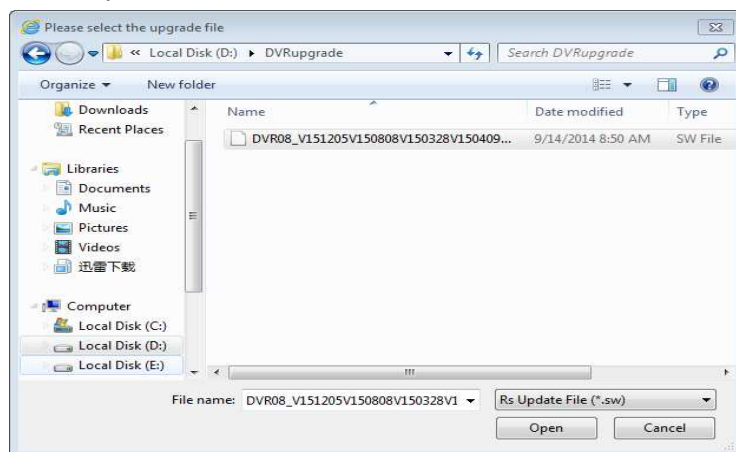 Please select the upgrade file
« Local Disk (D:) ▸ DVRupgrade
Search DVRupgrade
Organize
New folder
Name
Date modified
Type
Downloads
Recent Places
DVR08_V151205V150808V150328V150409...
9/14/2014 8:50 AM
SW File
Libraries
Documents
Music
Pictures
Videos
迅雷下载
Computer
Local Disk (C:)
Local Disk (D:)
Local Disk (E:)
File name:
DVR08_V151205V150808V150328V1
Rs Update File (*.sw)
Open
Cancel